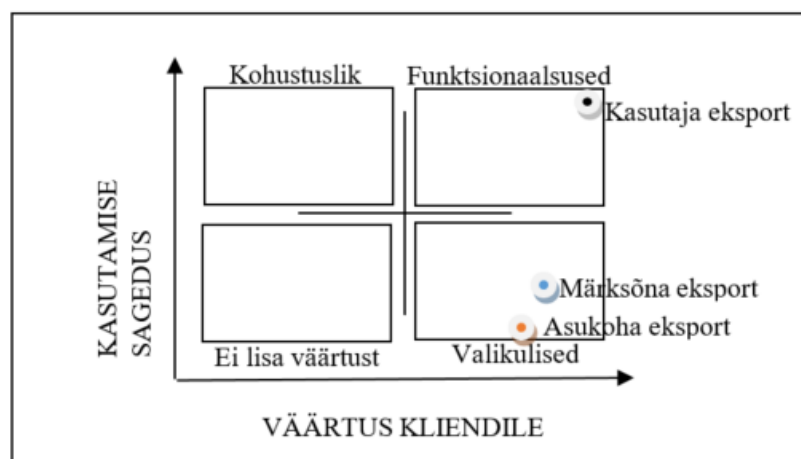 Kohustuslik
Funktsionaalsused
Kasutaja eksport
KASUTAMISE
SAGEDUS
Märksõna eksport
Asukoha eksport
Ei lisa väärtust
Valikulised
VÄÄRTUS KLIENDILE